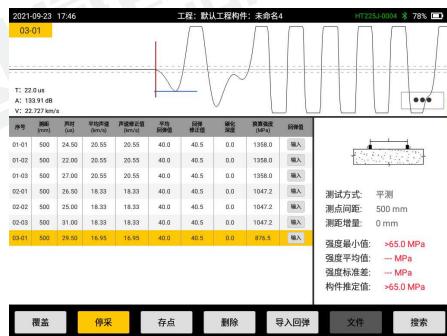 2021-09-23 17:46 工程: 默认工程构件: 未命名4 HT225J-0004 78%
03-01
T: 22.0 us
A: 133.91 dB
V: 22.727 km/s
序号 测距(mm) 声时(us) 平均声速(km/s) 声速修正值(km/s) 平均回弹值 回弹修正值 碳化深度 换算强度(MPa) 回弹值
01-01 500 24.50 20.55 20.55 40.0 40.5 0.0 1358.0 输入
01-02 500 22.00 20.55 20.55 40.0 40.5 0.0 1358.0 输入
01-03 500 27.00 20.55 20.55 40.0 40.5 0.0 1358.0 输入
02-01 500 26.50 18.33 18.33 40.0 40.5 0.0 1047.2 输入
02-02 500 25.00 18.33 18.33 40.0 40.5 0.0 1047.2 输入
02-03 500 31.00 18.33 18.33 40.0 40.5 0.0 1047.2 输入
03-01 500 29.50 16.95 16.95 40.0 40.5 0.0 876.5 输入
测试方式: 平测
测点间距: 500 mm
测距增量: 0 mm
强度最小值: >65.0 MPa
强度平均值: --- MPa
强度标准差: --- MPa
构件推定值: >65.0 MPa
覆盖 停采 存点 删除 导入回弹 文件 搜索